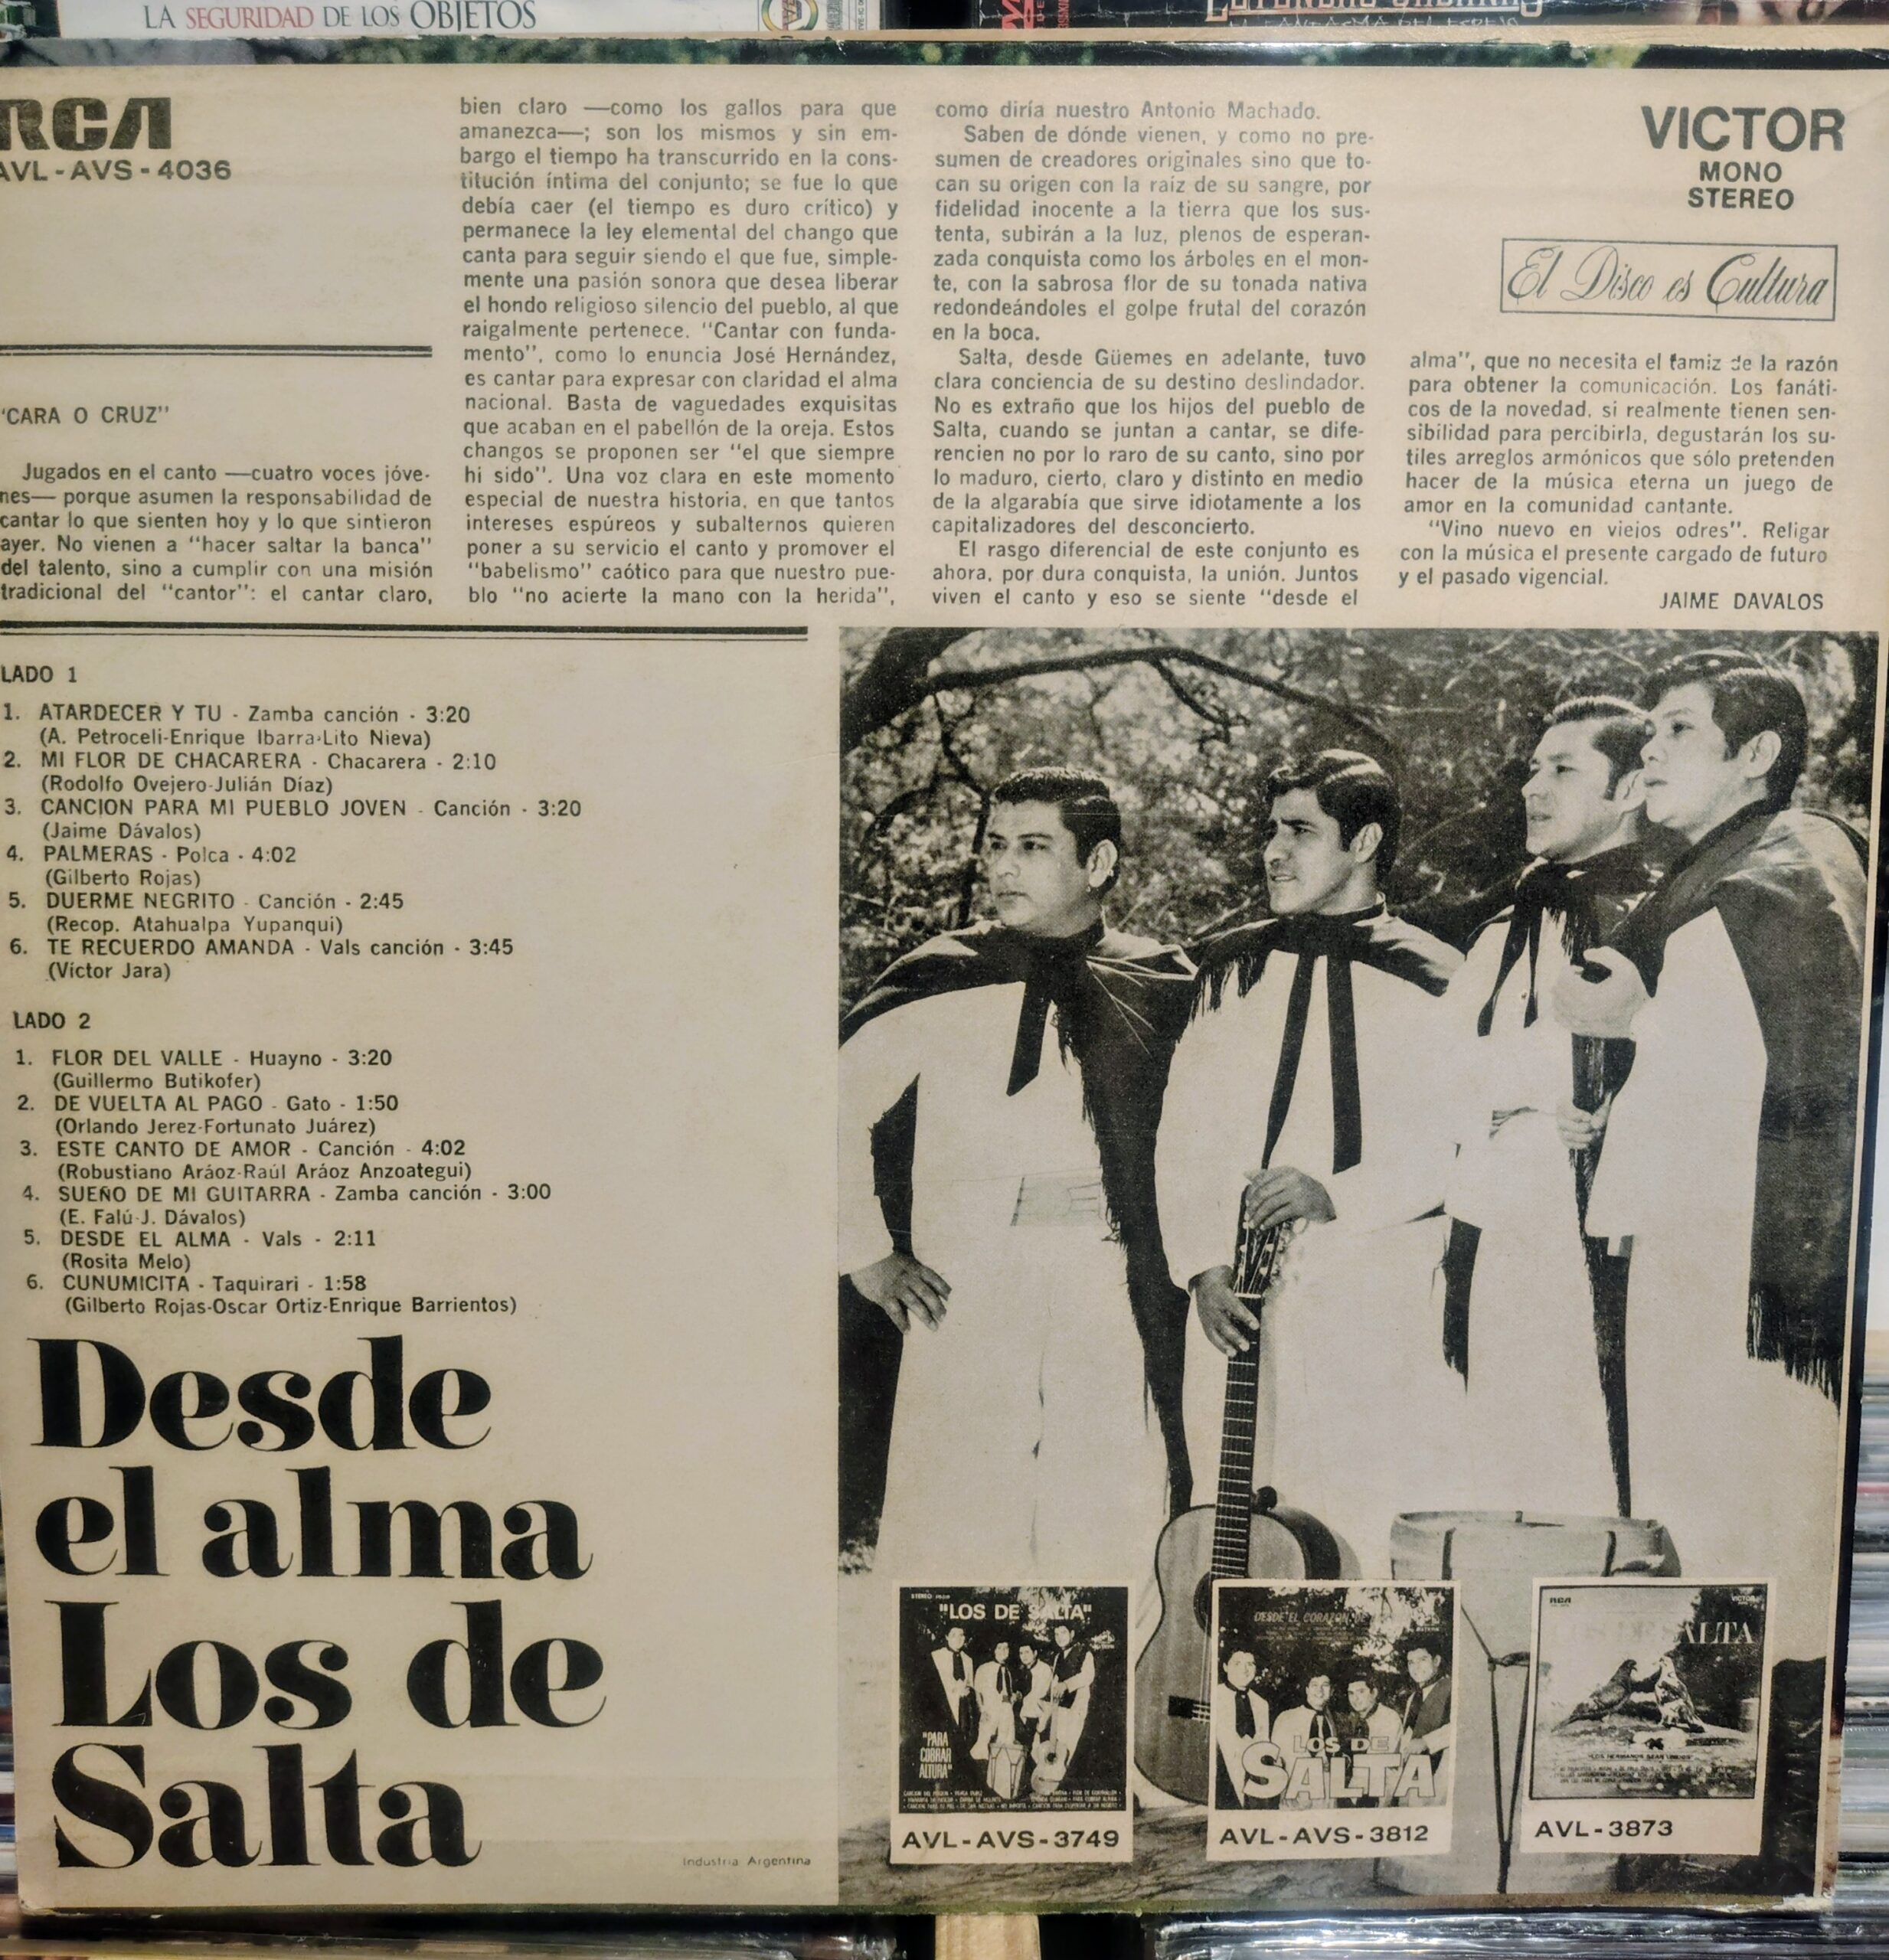 LA SEGURIDAD DE LOS OBJETOS
RCA
AVL - AVS - 4036
VICTOR
MONO
STEREO
El Disco es Cultura
"CARA O CRUZ"
Jugados en el canto —cuatro voces jóve-
nes— porque asumen la responsabilidad de
cantar lo que sienten hoy y lo que sintieron
ayer. No vienen a "hacer saltar la banca"
del talento, sino a cumplir con una misión
tradicional del "cantor": el cantar claro,
bien claro —como los gallos para que
amanezca—; son los mismos y sin em-
bargo el tiempo ha transcurrido en la cons-
titución íntima del conjunto; se fue lo que
debía caer (el tiempo es duro crítico) y
permanece la ley elemental del chango que
canta para seguir siendo el que fue, simple-
mente una pasión sonora que desea liberar
el hondo religioso silencio del pueblo, al que
raigalmente pertenece. "Cantar con funda-
mento", como lo enuncia José Hernández,
es cantar para expresar con claridad el alma
nacional. Basta de vaguedades exquisitas
que acaban en el pabellón de la oreja. Estos
changos se proponen ser "el que siempre
hi sido". Una voz clara en este momento
especial de nuestra historia, en que tantos
intereses espúreos y subalternos quieren
poner a su servicio el canto y promover el
"babelismo" caótico para que nuestro pue-
blo "no acierte la mano con la herida",
como diría nuestro Antonio Machado.
Saben de dónde vienen, y como no pre-
sumen de creadores originales sino que to-
can su origen con la raíz de su sangre, por
fidelidad inocente a la tierra que los sus-
tenta, subirán a la luz, plenos de esperan-
zada conquista como los árboles en el mon-
te, con la sabrosa flor de su tonada nativa
redondeándoles el golpe frutal del corazón
en la boca.
Salta, desde Güemes en adelante, tuvo
clara conciencia de su destino deslindador.
No es extraño que los hijos del pueblo de
Salta, cuando se juntan a cantar, se dife-
rencien no por lo raro de su canto, sino por
lo maduro, cierto, claro y distinto en medio
de la algarabía que sirve idiotamente a los
capitalizadores del desconcierto.
El rasgo diferencial de este conjunto es
ahora, por dura conquista, la unión. Juntos
viven el canto y eso se siente "desde el
alma", que no necesita el famiz de la razón
para obtener la comunicación. Los fanáti-
cos de la novedad, si realmente tienen sen-
sibilidad para percibirla, degustarán los su-
tiles arreglos armónicos que sólo pretenden
hacer de la música eterna un juego de
amor en la comunidad cantante.
"Vino nuevo en viejos odres". Religar
con la música el presente cargado de futuro
y el pasado vigencial.
JAIME DAVALOS
LADO 1
1. ATARDECER Y TU - Zamba canción - 3:20
(A. Petroceli-Enrique Ibarra-Lito Nieva)
2. MI FLOR DE CHACARERA - Chacarera - 2:10
(Rodolfo Ovejero-Julián Díaz)
3. CANCION PARA MI PUEBLO JOVEN - Canción - 3:20
(Jaime Dávalos)
4. PALMERAS - Polca - 4:02
(Gilberto Rojas)
5. DUERME NEGRITO - Canción - 2:45
(Recop. Atahualpa Yupanqui)
6. TE RECUERDO AMANDA - Vals canción - 3:45
(Víctor Jara)
LADO 2
1. FLOR DEL VALLE - Huayno - 3:20
(Guillermo Butikofer)
2. DE VUELTA AL PAGO - Gato - 1:50
(Orlando Jerez-Fortunato Juárez)
3. ESTE CANTO DE AMOR - Canción - 4:02
(Robustiano Aráoz-Raúl Aráoz Anzoategui)
4. SUEÑO DE MI GUITARRA - Zamba canción - 3:00
(E. Falú-J. Dávalos)
5. DESDE EL ALMA - Vals - 2:11
(Rosita Melo)
6. CUNUMICITA - Taquirari - 1:58
(Gilberto Rojas-Oscar Ortiz-Enrique Barrientos)
Desde
el alma
Los de
Salta
Industria Argentina
"LOS DE SALTA"
"PARA
COBRAR
ALTURA"
AVL - AVS - 3749
DESDE EL CORAZON DE
LOS DE
SALTA
AVL - AVS - 3812
RCA
VICTOR
SALTA
AVL - 3873